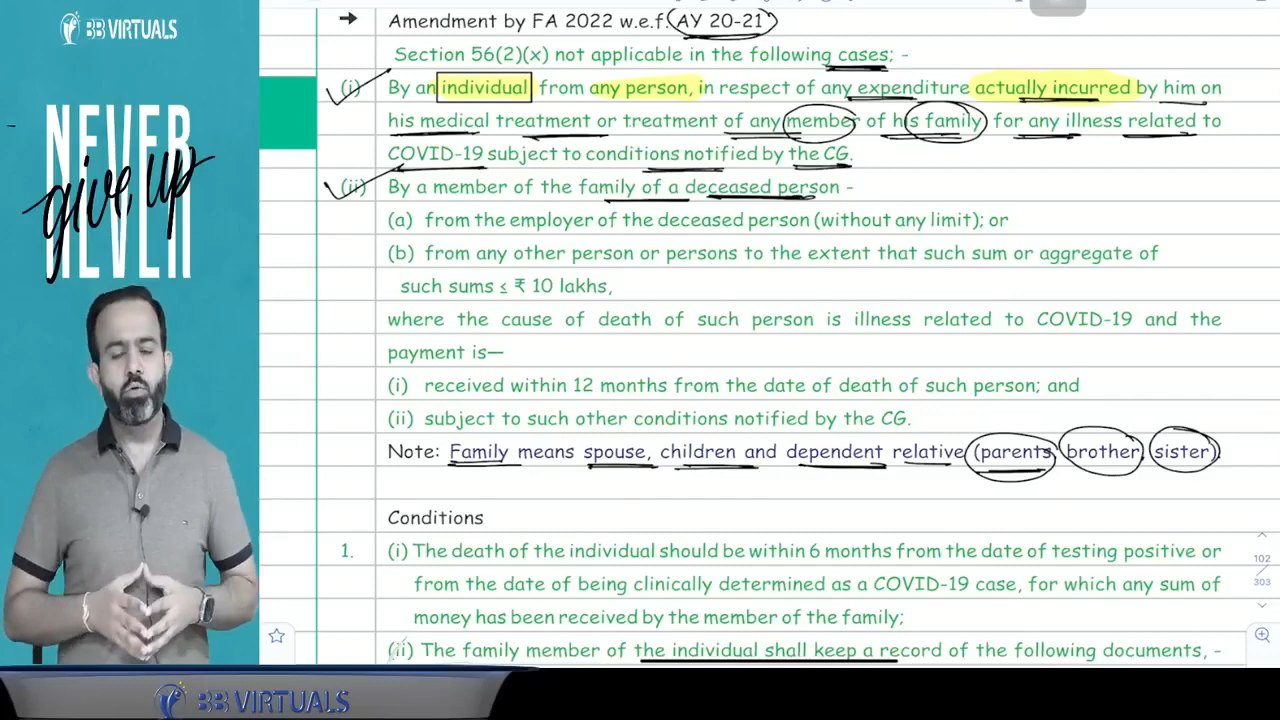 BB VIRTUALS
NEVER
give up
NEVER
Amendment by FA 2022 w.e.f. AY 20-21
Section 56(2)(x) not applicable in the following cases; -
(i) By an individual from any person, in respect of any expenditure actually incurred by him on
his medical treatment or treatment of any member of his family for any illness related to
COVID-19 subject to conditions notified by the CG.
(ii) By a member of the family of a deceased person -
(a) from the employer of the deceased person (without any limit); or
(b) from any other person or persons to the extent that such sum or aggregate of
such sums ≤ ₹ 10 lakhs,
where the cause of death of such person is illness related to COVID-19 and the
payment is—
(i) received within 12 months from the date of death of such person; and
(ii) subject to such other conditions notified by the CG.
Note: Family means spouse, children and dependent relative (parents, brother, sister).
Conditions
1. (i) The death of the individual should be within 6 months from the date of testing positive or
from the date of being clinically determined as a COVID-19 case, for which any sum of
money has been received by the member of the family;
(ii) The family member of the individual shall keep a record of the following documents, -
102
303
BB VIRTUALS